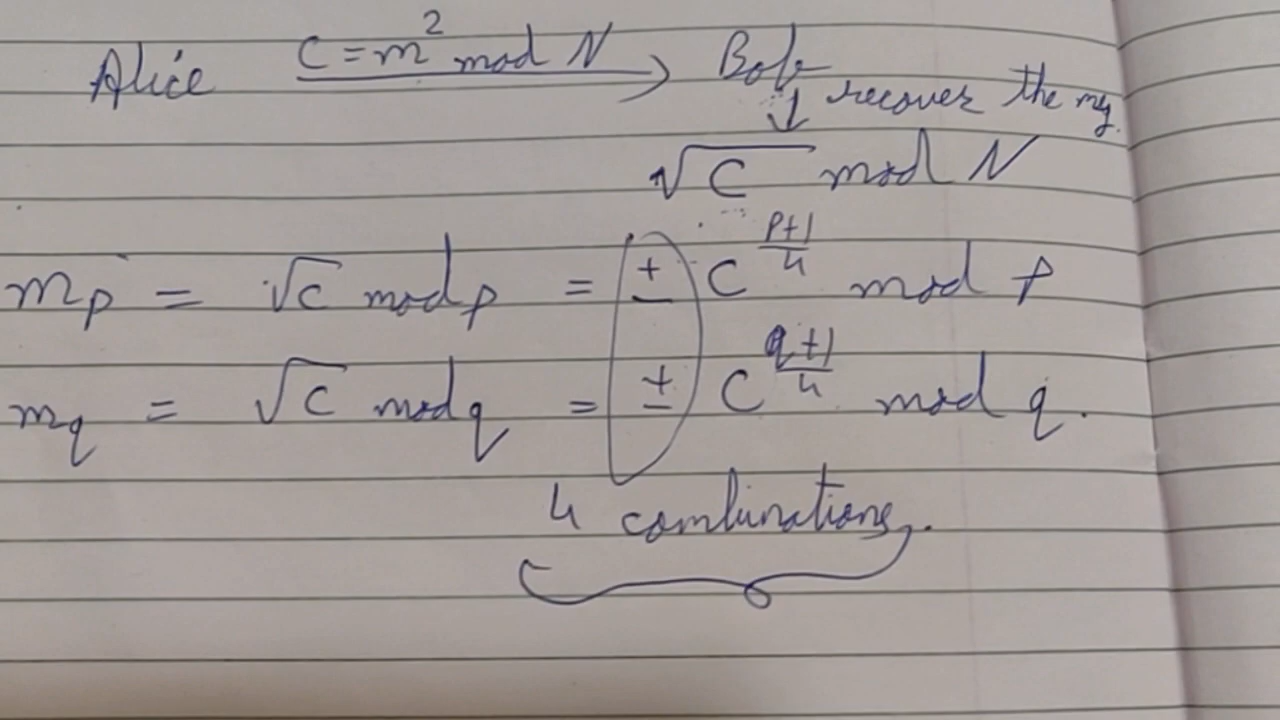 Alice C = m² mod N → Bob
↓ recover the msg.
√C mod N
mp = √c mod p = ± C^(p+1)/4 mod p
mq = √c mod q = ± C^(q+1)/4 mod q.
4 combinations.